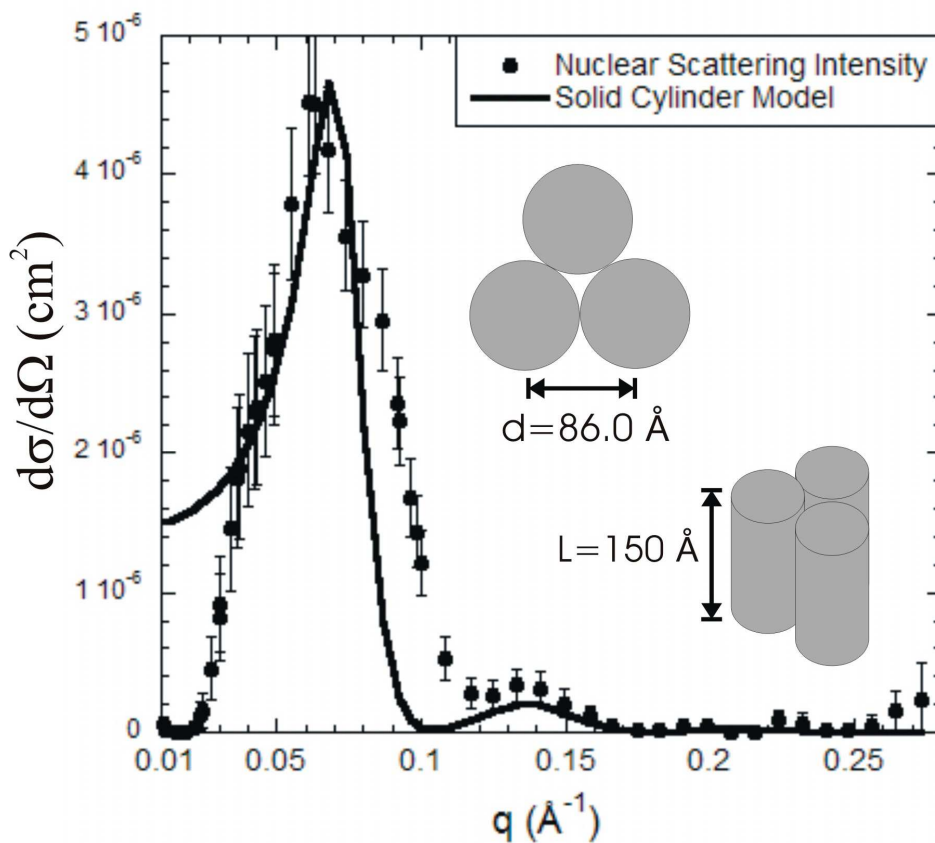 5 10⁻⁶
4 10⁻⁶
3 10⁻⁶
2 10⁻⁶
1 10⁻⁶
0
dσ/dΩ (cm²)
Nuclear Scattering Intensity
Solid Cylinder Model
d=86.0 Å
L=150 Å
0.01 0.05 0.1 0.15 0.2 0.25
q (Å⁻¹)